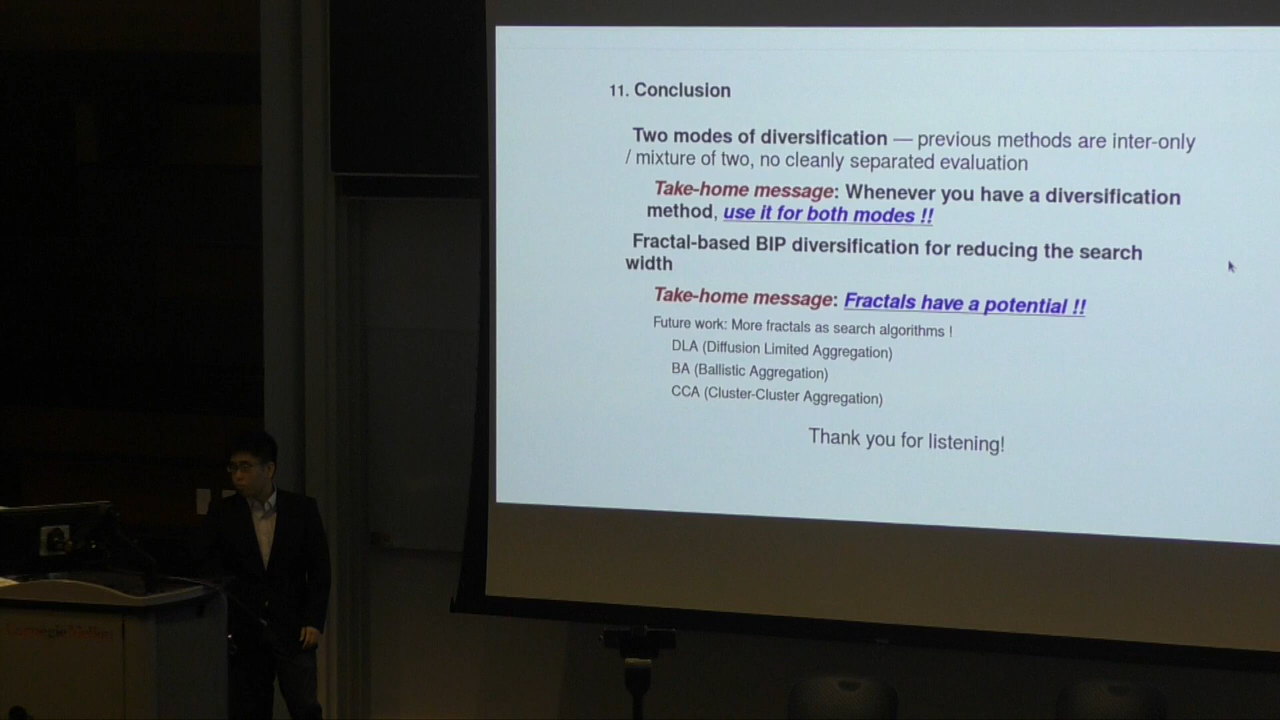 11. Conclusion
Two modes of diversification — previous methods are inter-only
/ mixture of two, no cleanly separated evaluation
Take-home message: Whenever you have a diversification
method, use it for both modes !!
Fractal-based BIP diversification for reducing the search
width
Take-home message: Fractals have a potential !!
Future work: More fractals as search algorithms !
DLA (Diffusion Limited Aggregation)
BA (Ballistic Aggregation)
CCA (Cluster-Cluster Aggregation)
Thank you for listening!
Carnegie Mellon